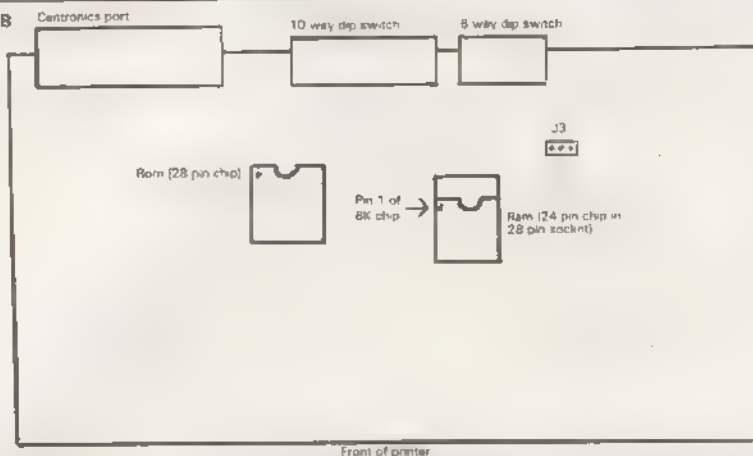 B
Centronics port
10 way dip switch
8 way dip switch
J3
Rom (28 pin chip)
Pin 1 of
8K chip
Ram (24 pin chip in
28 pin socket)
Front of printer